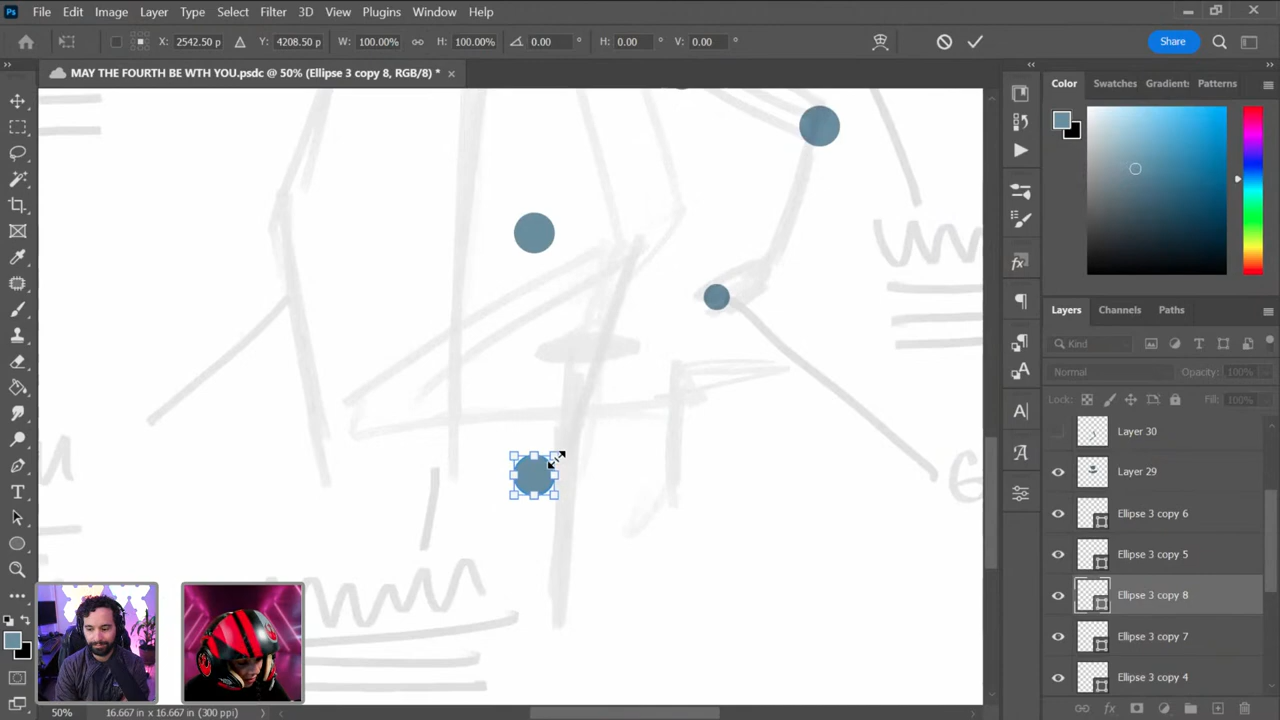 Ps File Edit Image Layer Type Select Filter 3D View Plugins Window Help
X: 2542.50 p Y: 4208.50 p W: 100.00% H: 100.00% 0.00 ° H: 0.00 ° V: 0.00 ° Share
MAY THE FOURTH BE WTH YOU.psdc @ 50% (Ellipse 3 copy 8, RGB/8) *
Color Swatches Gradient: Patterns
Layers Channels Paths
Kind
Normal Opacity: 100%
Lock: Fill: 100%
Layer 30
Layer 29
Ellipse 3 copy 6
Ellipse 3 copy 5
Ellipse 3 copy 8
Ellipse 3 copy 7
Ellipse 3 copy 4
50% 16.667 in x 16.667 in (300 ppi)